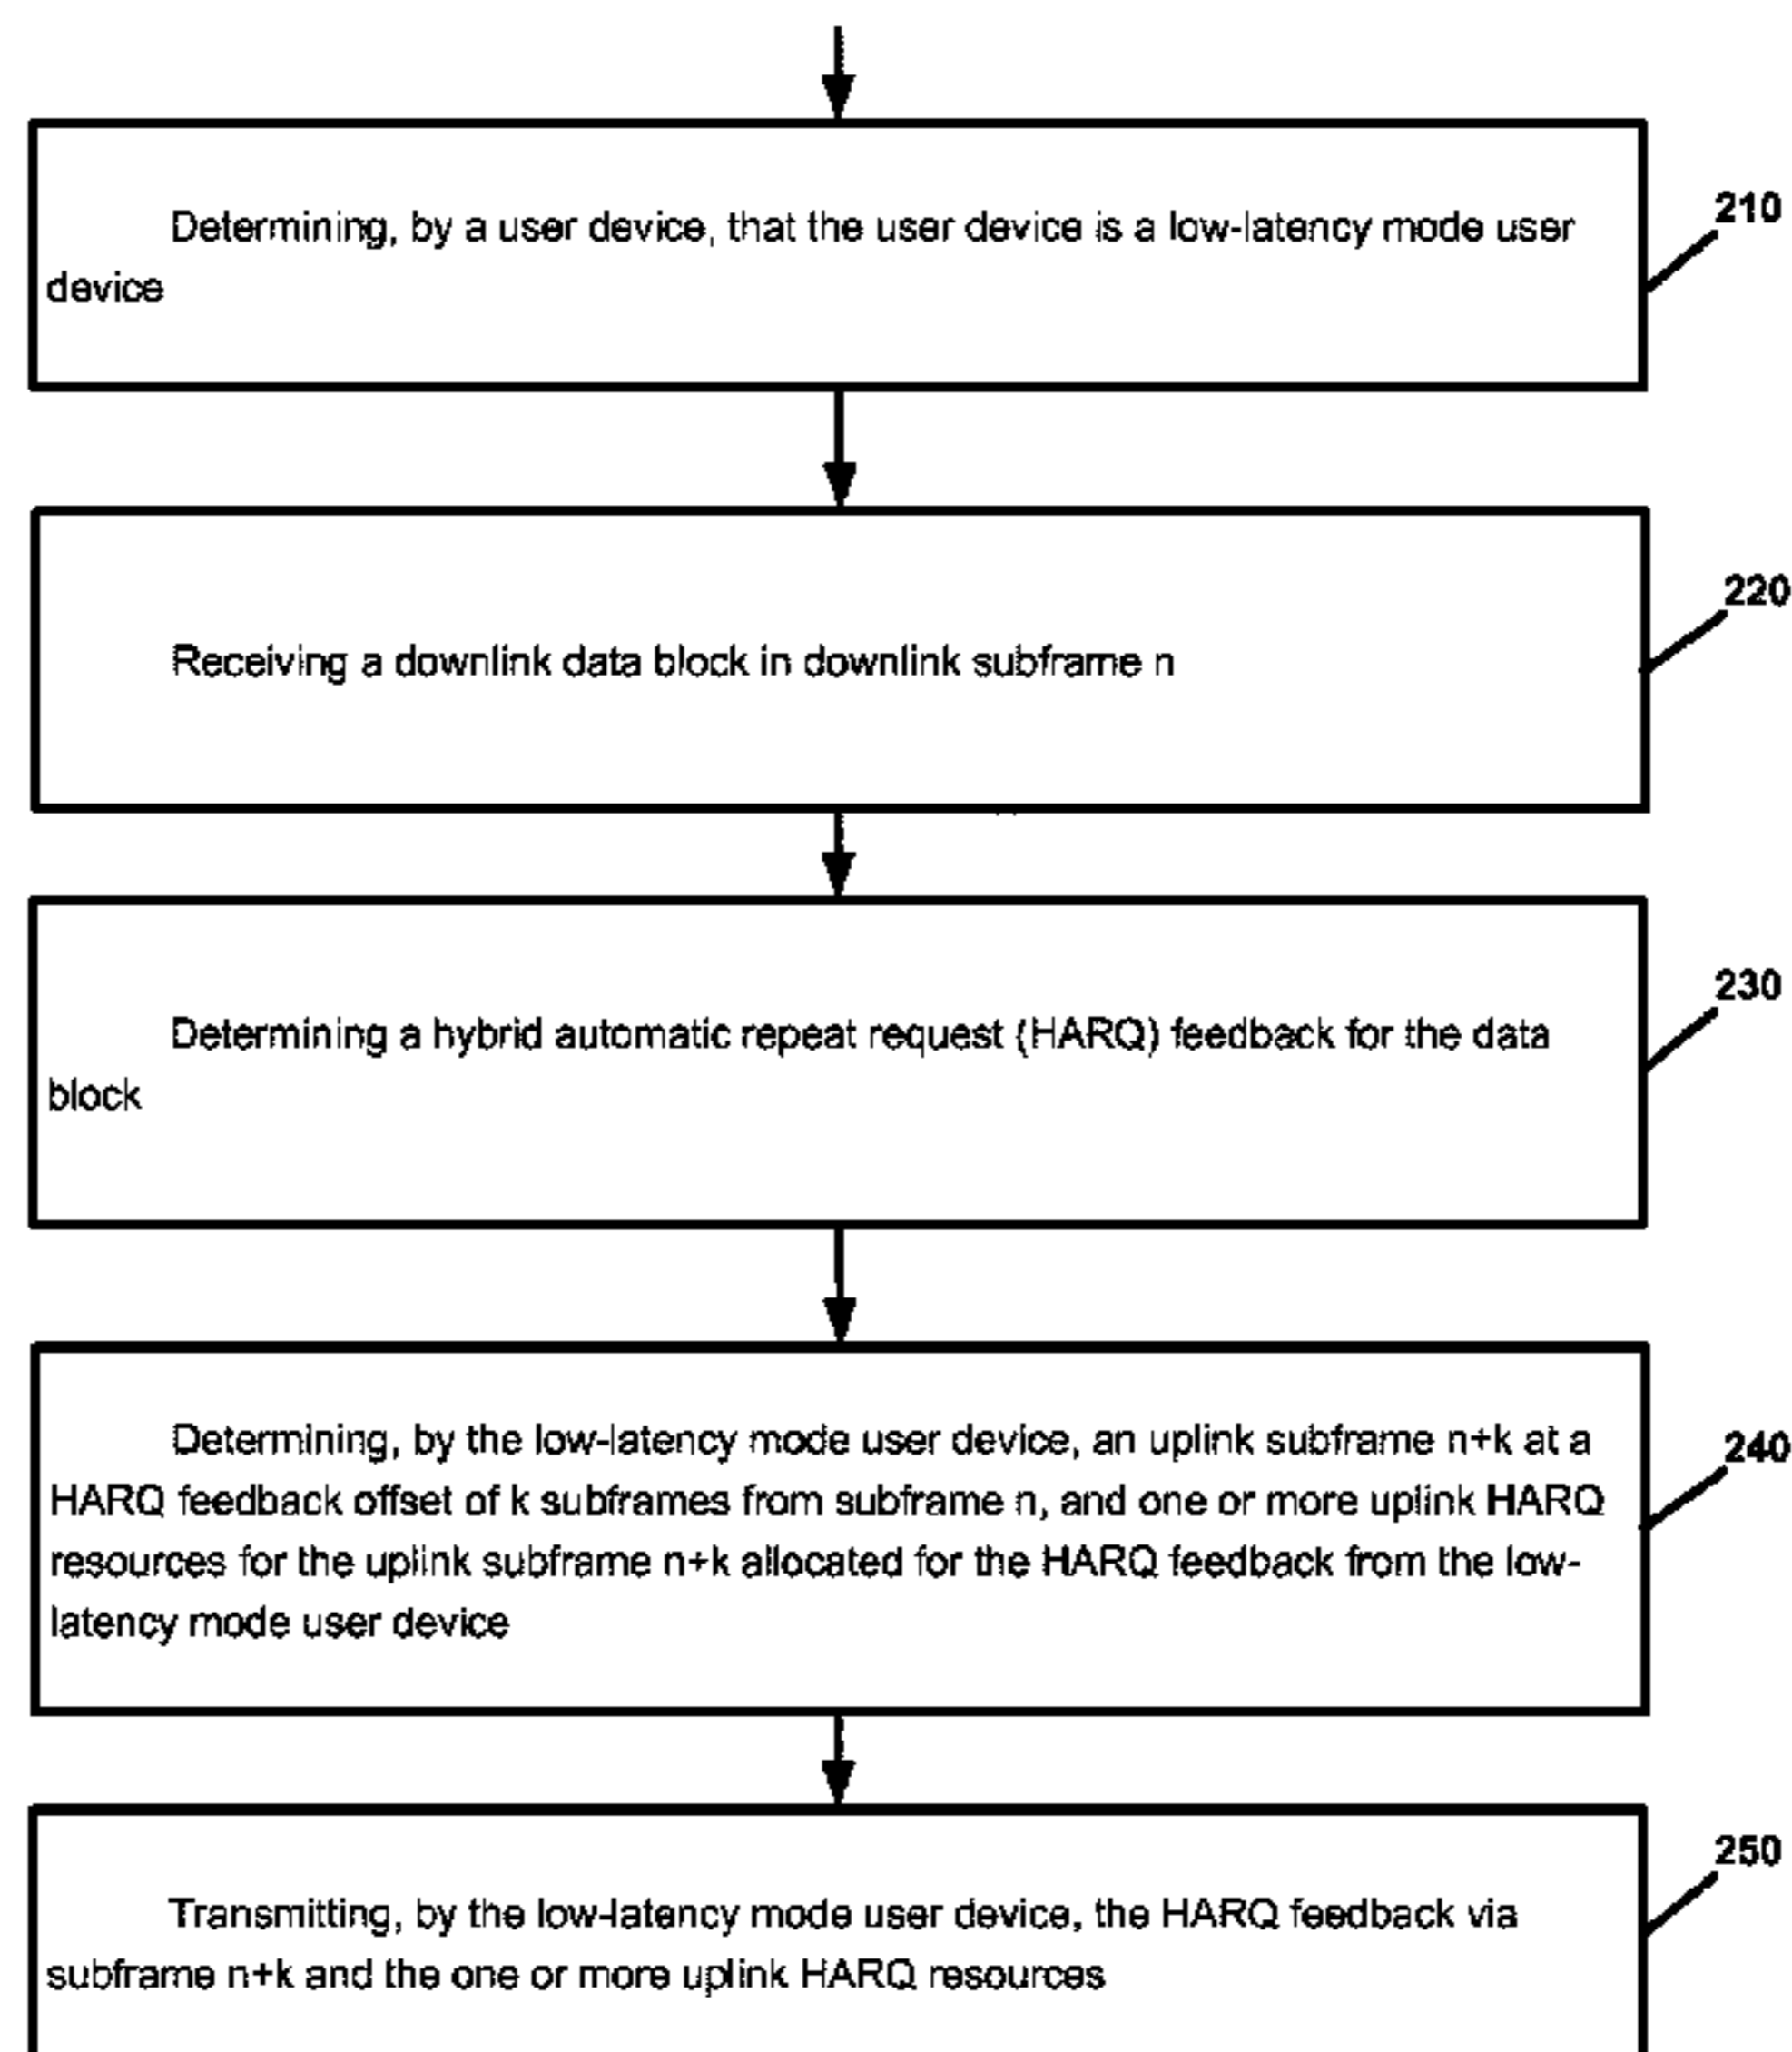 Determining, by a user device, that the user device is a low-latency mode user
device
210
Receiving a downlink data block in downlink subframe n
220
Determining a hybrid automatic repeat request (HARQ) feedback for the data
block
230
Determining, by the low-latency mode user device, an uplink subframe n+k at a
HARQ feedback offset of k subframes from subframe n, and one or more uplink HARQ
resources for the uplink subframe n+k allocated for the HARQ feedback from the low-
latency mode user device
240
Transmitting, by the low-latency mode user device, the HARQ feedback via
subframe n+k and the one or more uplink HARQ resources
250